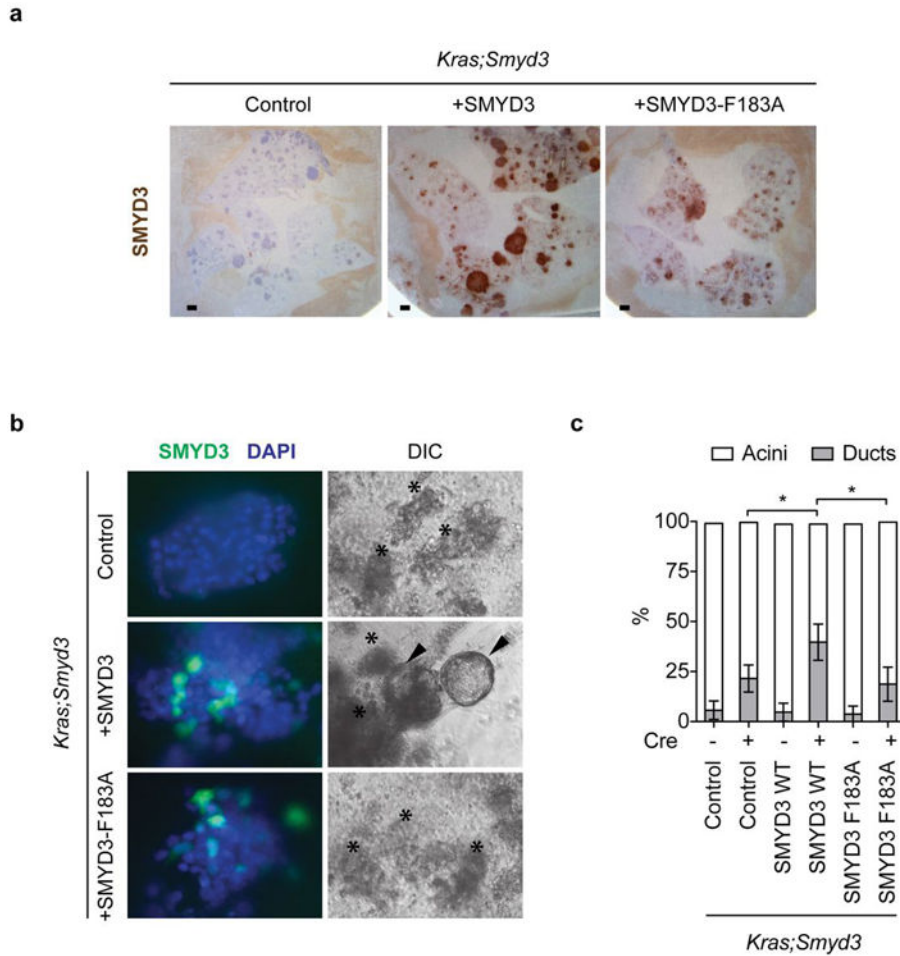 a
Kras;Smyd3
Control +SMYD3 +SMYD3-F183A
SMYD3
b
SMYD3 DAPI DIC
Kras;Smyd3
Control
* * *
+SMYD3
* *
+SMYD3-F183A
* * *
c
Acini Ducts
* *
100
75
50
25
0
%
Cre - + - + - +
Control
Control
SMYD3 WT
SMYD3 WT
SMYD3 F183A
SMYD3 F183A
Kras;Smyd3